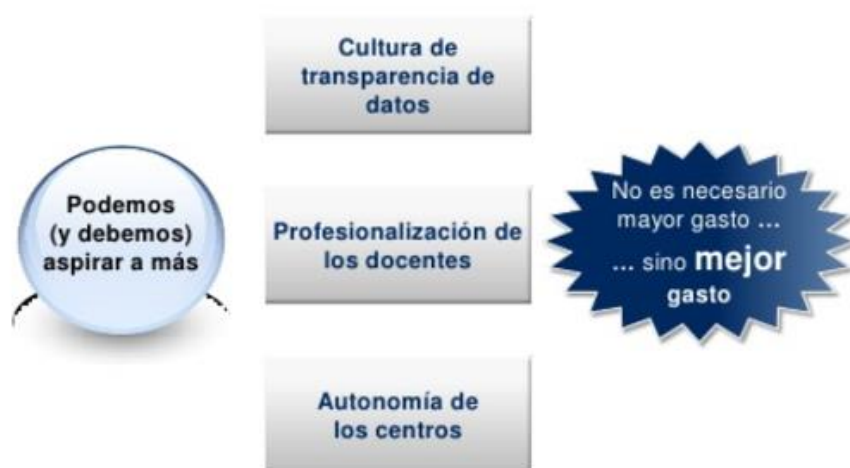 Cultura de
transparencia de
datos
Podemos
(y debemos)
aspirar a más
Profesionalización de
los docentes
No es necesario
mayor gasto ...
... sino mejor
gasto
Autonomía de
los centros